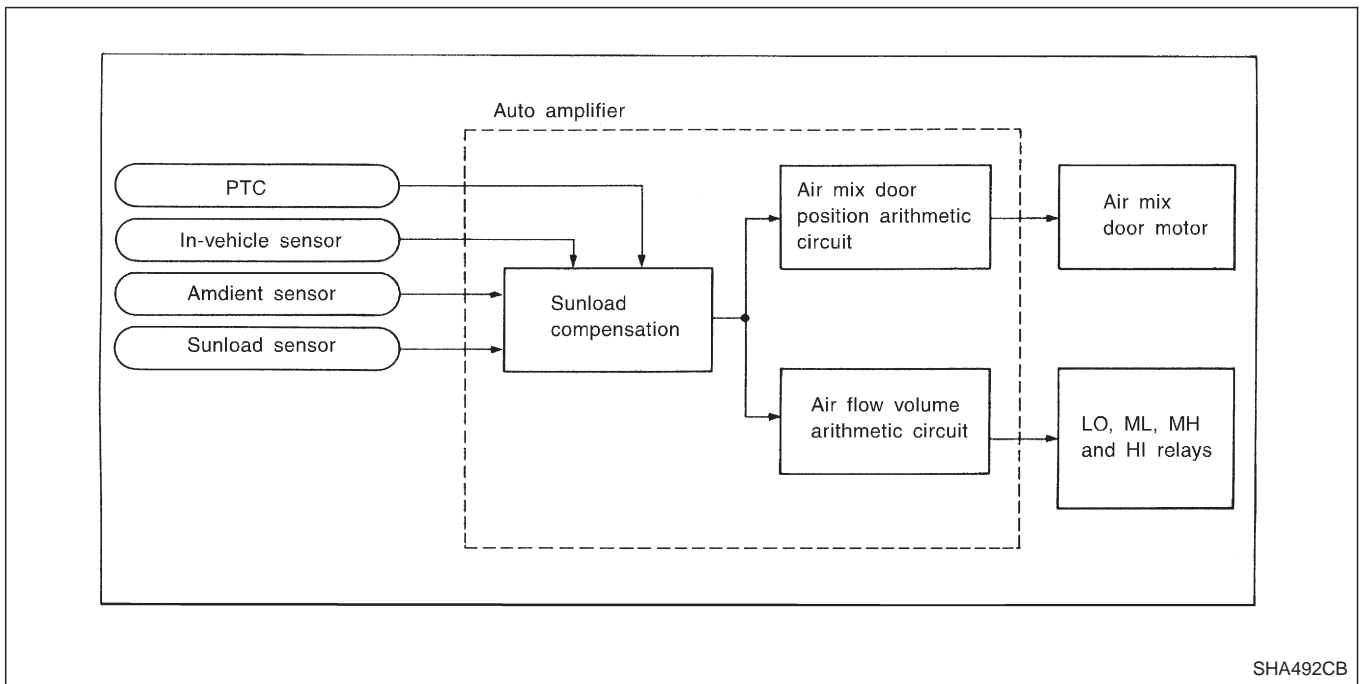 Auto amplifier
PTC
In-vehicle sensor
Amdient sensor
Sunload sensor
Sunload
compensation
Air mix door
position arithmetic
circuit
Air mix
door motor
Air flow volume
arithmetic circuit
LO, ML, MH
and HI relays
SHA492CB